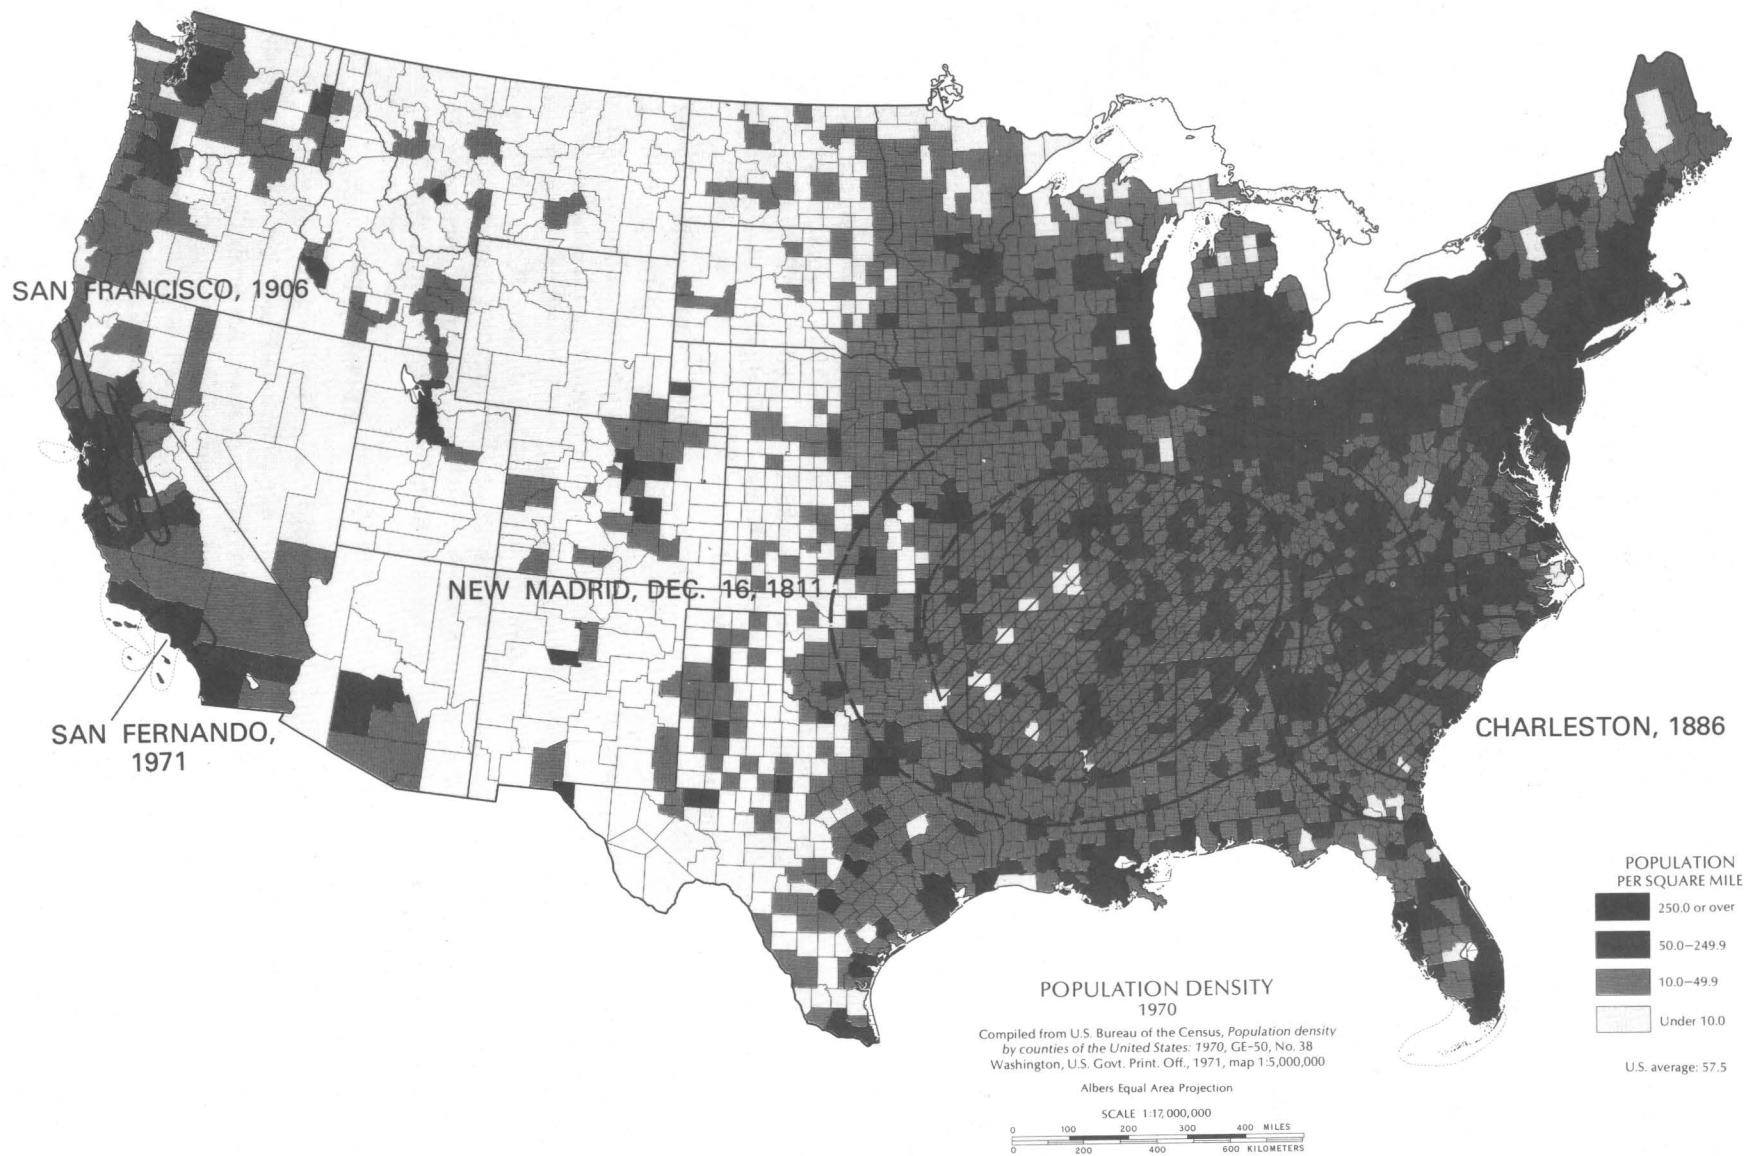 SAN FRANCISCO, 1906
NEW MADRID, DEC. 16, 1811
SAN FERNANDO,
1971
CHARLESTON, 1886
POPULATION
PER SQUARE MILE
250.0 or over
50.0–249.9
10.0–49.9
Under 10.0
U.S. average: 57.5
POPULATION DENSITY
1970
Compiled from U.S. Bureau of the Census, Population density
by counties of the United States: 1970, GE-50, No. 38
Washington, U.S. Govt. Print. Off., 1971, map 1:5,000,000
Albers Equal Area Projection
SCALE 1:17,000,000
0 100 200 300 400 MILES
0 200 400 600 KILOMETERS